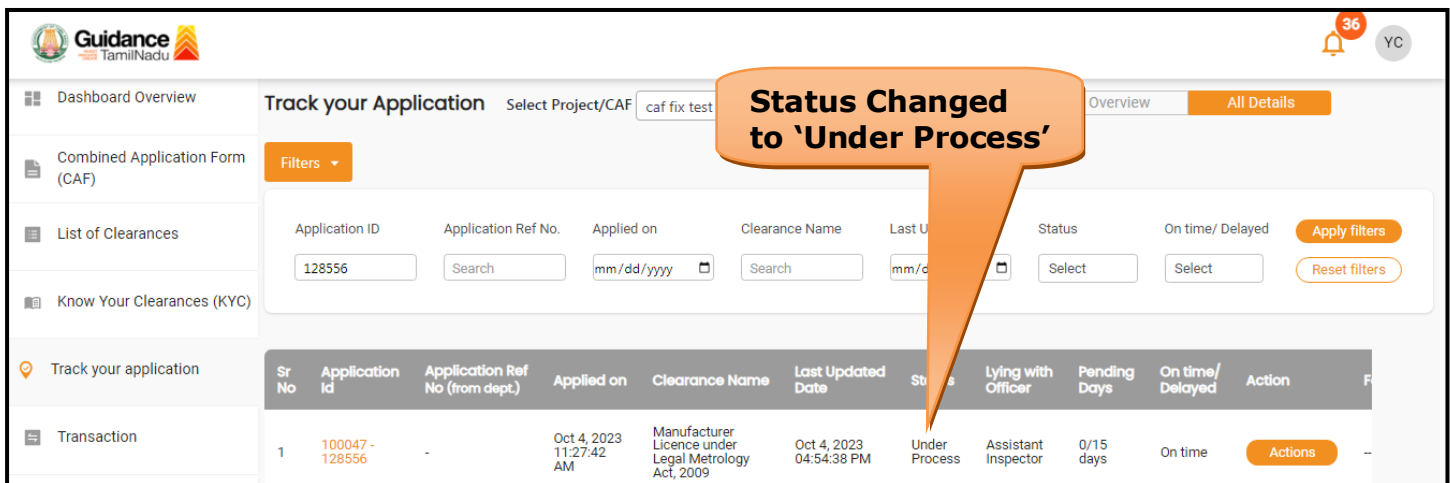 Guidance
TamilNadu
36
YC
Dashboard Overview
Combined Application Form
(CAF)
List of Clearances
Know Your Clearances (KYC)
Track your application
Transaction
Track your Application Select Project/CAF caf fix test
Overview All Details
Status Changed
to ‘Under Process’
Filters
Application ID Application Ref No. Applied on Clearance Name Last U Status On time/ Delayed Apply filters
128556 Search mm/dd/yyyy Search mm/d Select Select Reset filters
Sr
No
Application
Id
Application Ref
No (from dept.)
Applied on
Clearance Name
Last Updated
Date
Lying with
Officer
Pending
Days
On time/
Delayed
Action
1
100047 -
128556
-
Oct 4, 2023
11:27:42
AM
Manufacturer
Licence under
Legal Metrology
Act, 2009
Oct 4, 2023
04:54:38 PM
Under
Process
Assistant
Inspector
0/15
days
On time
Actions
--